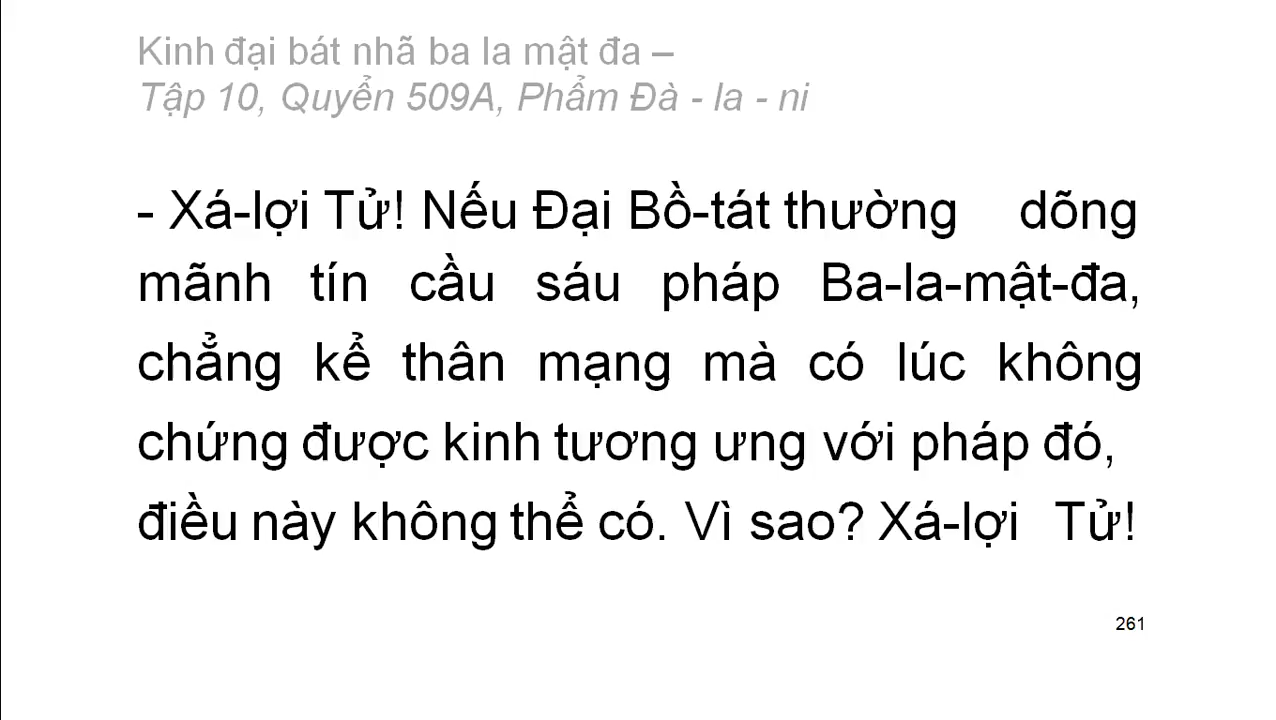 Kinh đại bát nhã ba la mật đa –
Tập 10, Quyển 509A, Phẩm Đà - la - ni
- Xá-lợi Tử! Nếu Đại Bồ-tát thường dõng
mãnh tín cầu sáu pháp Ba-la-mật-đa,
chẳng kể thân mạng mà có lúc không
chứng được kinh tương ưng với pháp đó,
điều này không thể có. Vì sao? Xá-lợi Tử!
261